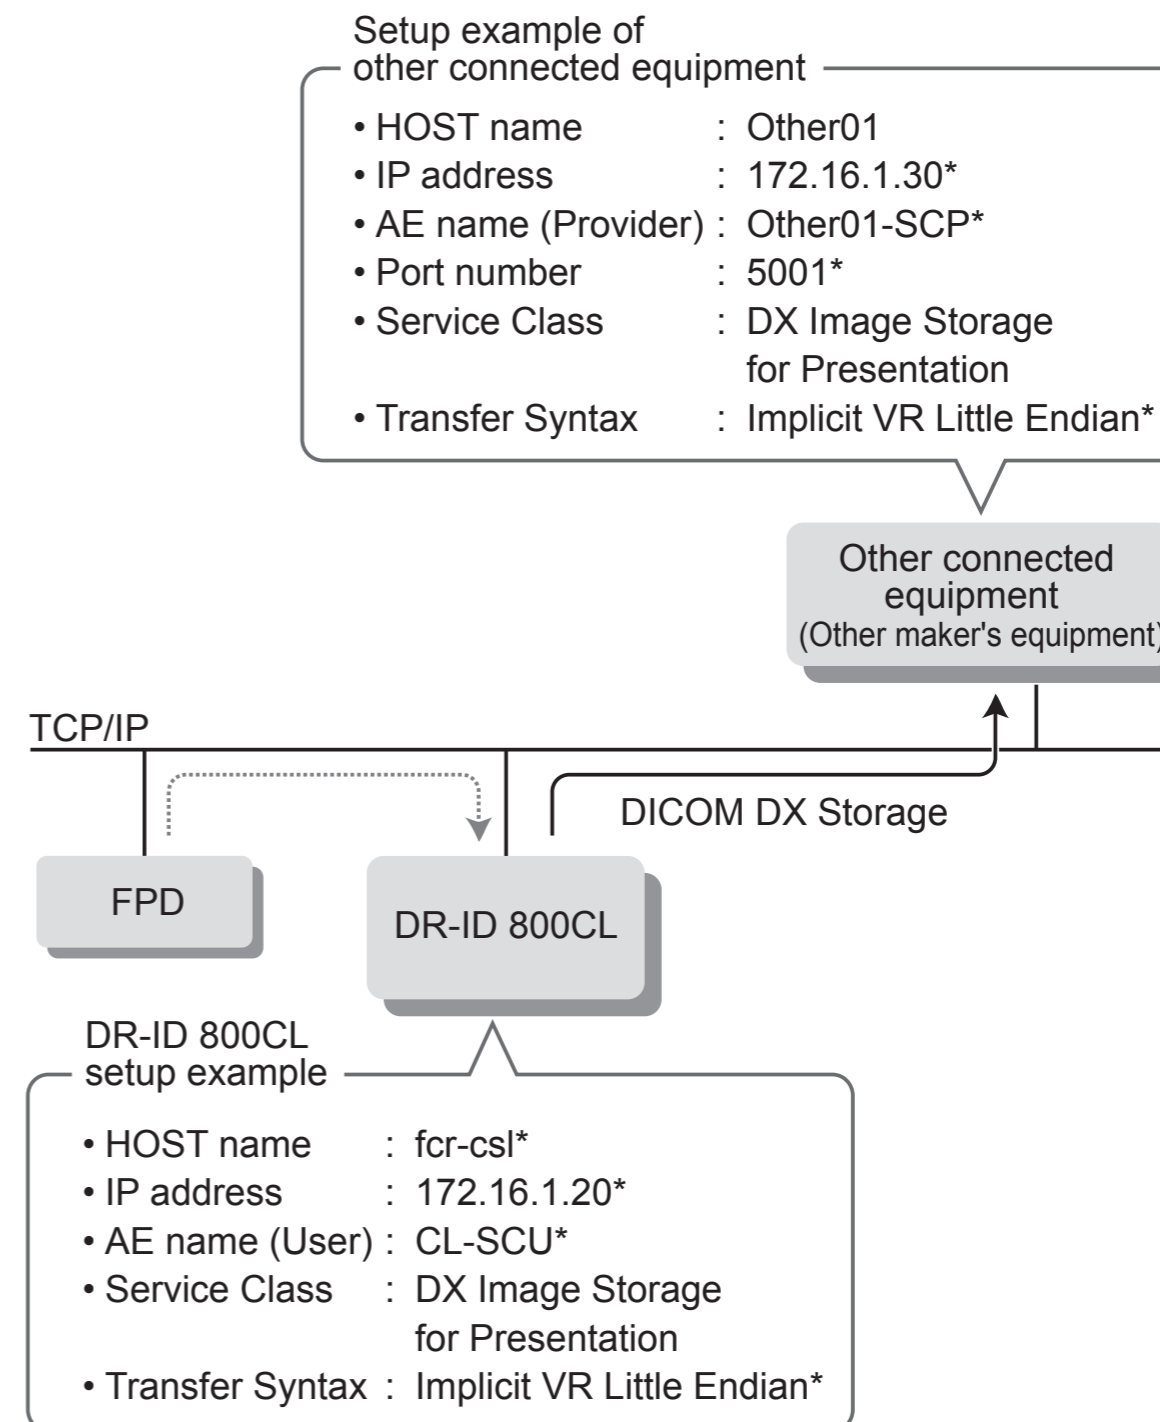 Setup example of
other connected equipment
• HOST name : Other01
• IP address : 172.16.1.30*
• AE name (Provider) : Other01-SCP*
• Port number : 5001*
• Service Class : DX Image Storage
for Presentation
• Transfer Syntax : Implicit VR Little Endian*
Other connected
equipment
(Other maker's equipment)
TCP/IP
DICOM DX Storage
FPD
DR-ID 800CL
DR-ID 800CL
setup example
• HOST name : fcr-csl*
• IP address : 172.16.1.20*
• AE name (User) : CL-SCU*
• Service Class : DX Image Storage
for Presentation
• Transfer Syntax : Implicit VR Little Endian*